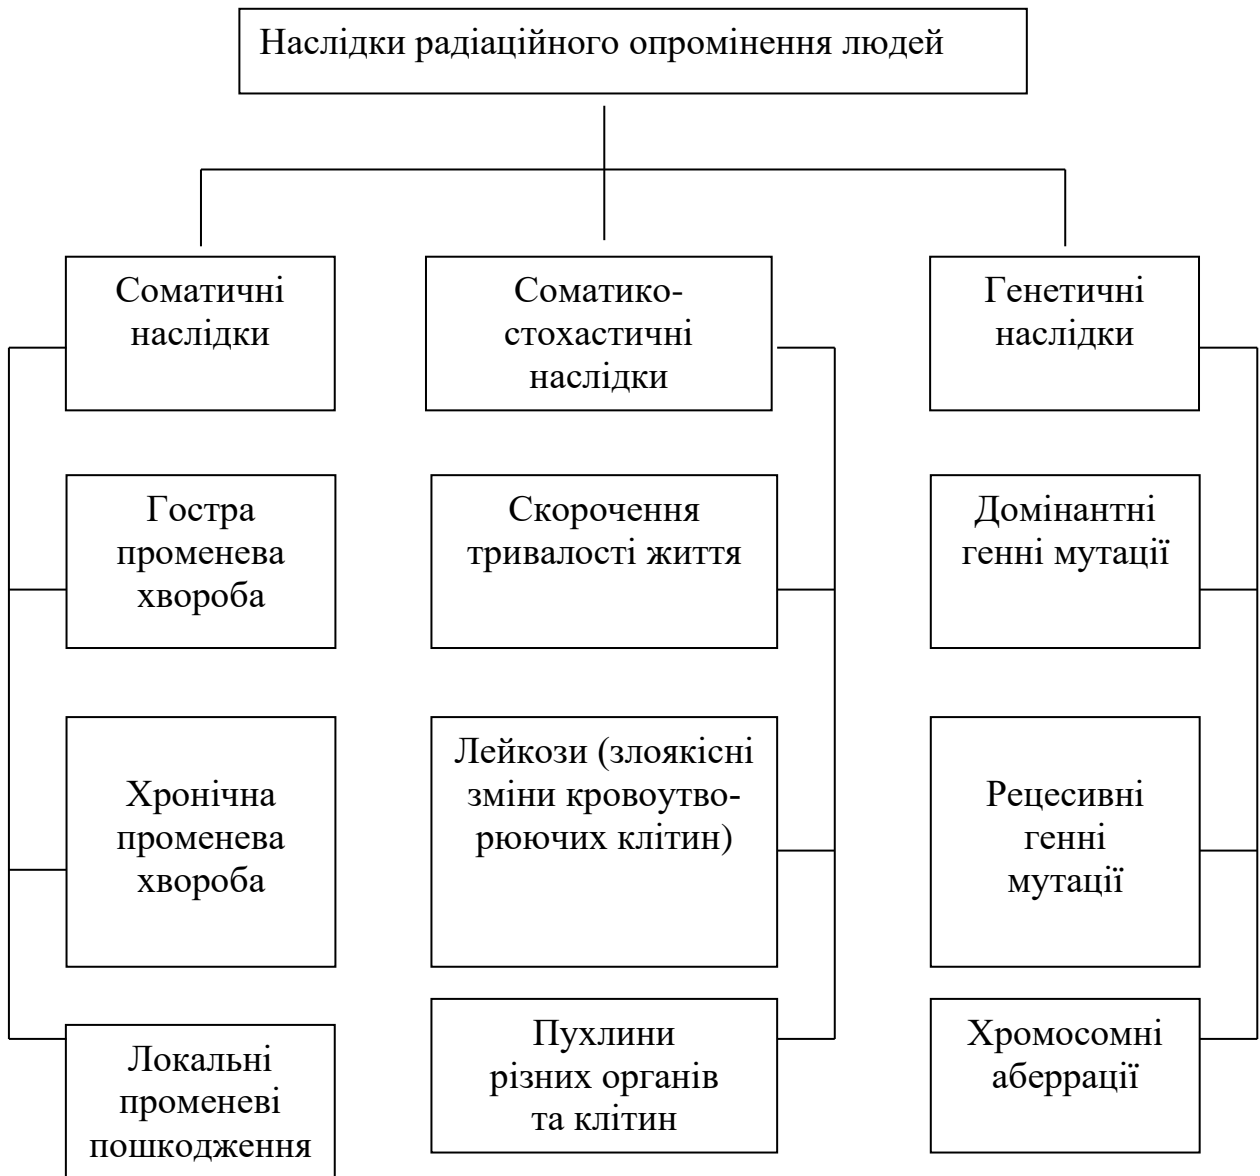 Наслідки радіаційного опромінення людей
Соматичні
наслідки
Соматико-
стохастичні
наслідки
Генетичні
наслідки
Гостра
променева
хвороба
Скорочення
тривалості життя
Домінантні
генні мутації
Хронічна
променева
хвороба
Лейкози (злоякісні
зміни кровоутво-
рюючих клітин)
Рецесивні
генні
мутації
Локальні
променеві
пошкодження
Пухлини
різних органів
та клітин
Хромосомні
аберрації